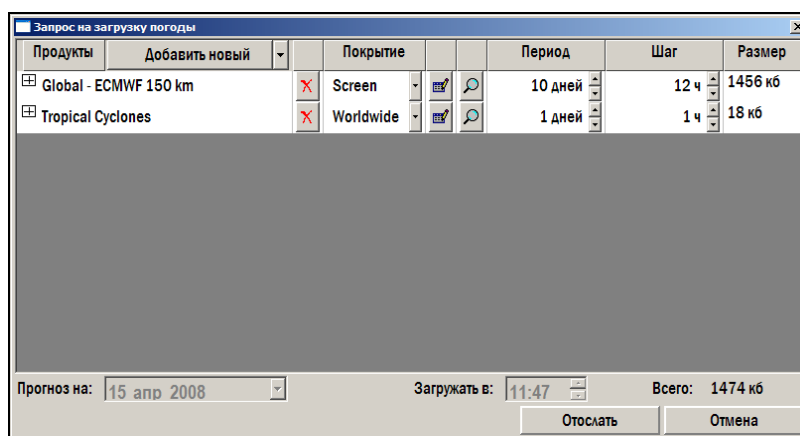 Запрос на загрузку погоды
Продукты Добавить новый Покрытие Период Шаг Размер
Global - ECMWF 150 km Screen 10 дней 12 ч 1456 кб
Tropical Cyclones Worldwide 1 дней 1 ч 18 кб
Прогноз на: 15 апр 2008 Загружать в: 11:47 Всего: 1474 кб
Отослать Отмена